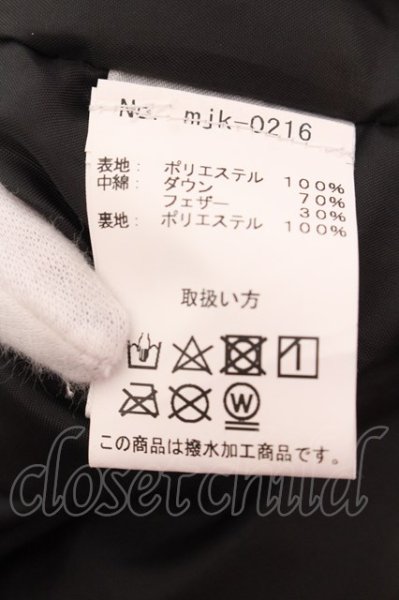 No. mjk-0216
表地: ポリエステル 100%
中綿: ダウン 70%
フェザー 30%
裏地: ポリエステル 100%
取扱い方
W
この商品は撥水加工商品です。
closet child